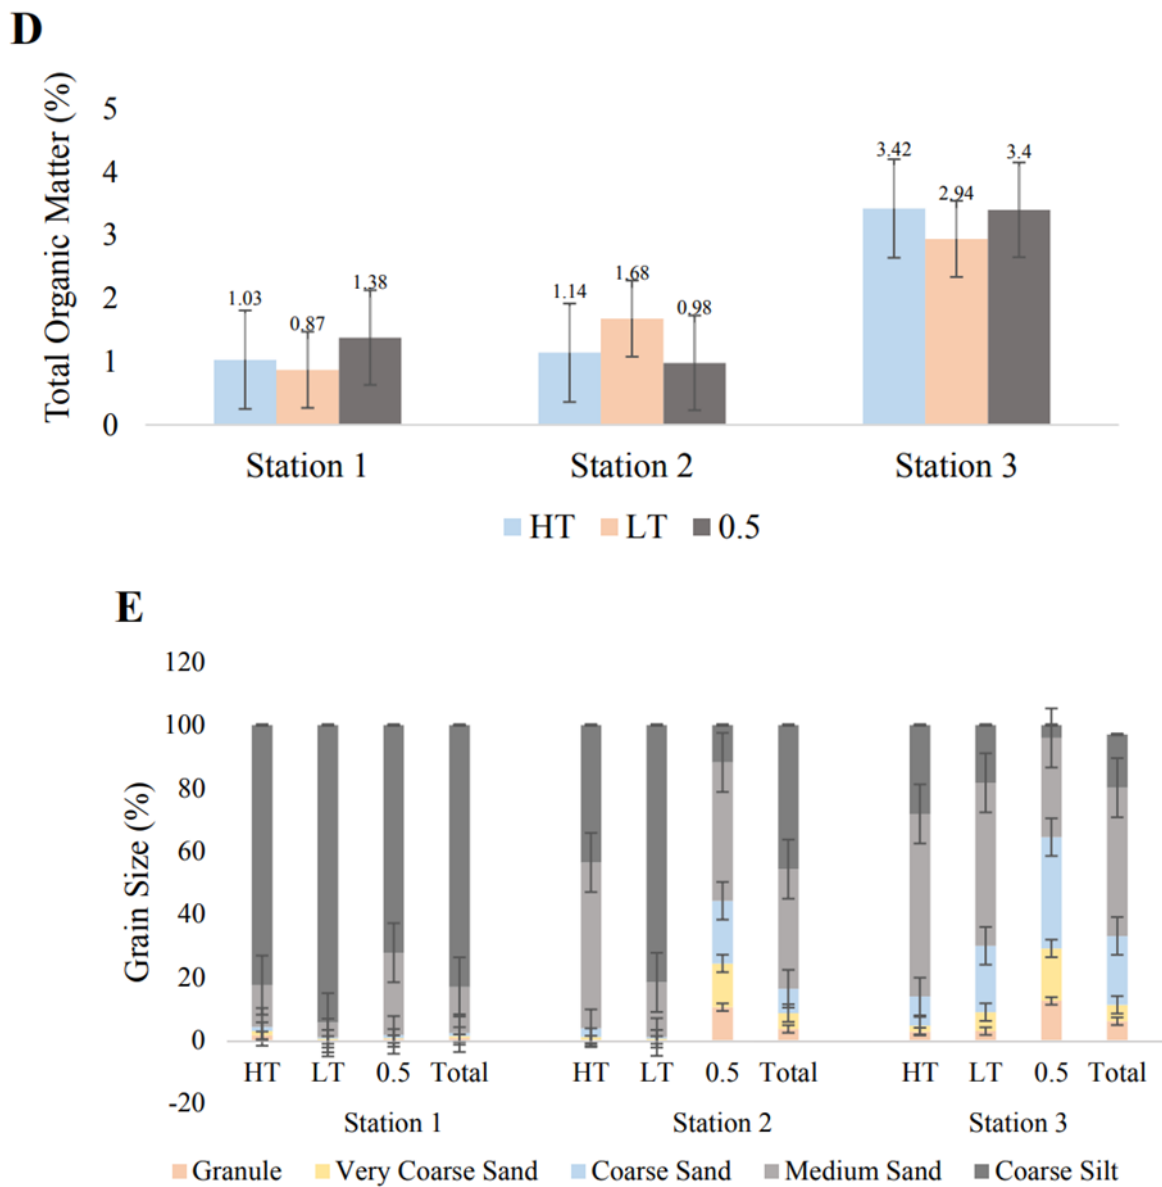 D
Total Organic Matter (%)
5
4
3
2
1
0
1.03
0.87
1.38
1.14
1.68
0.98
3.42
2.94
3.4
Station 1 Station 2 Station 3
HT LT 0.5
E
Grain Size (%)
120
100
80
60
40
20
0
-20
HT LT 0.5 Total HT LT 0.5 Total HT LT 0.5 Total
Station 1 Station 2 Station 3
Granule Very Coarse Sand Coarse Sand Medium Sand Coarse Silt